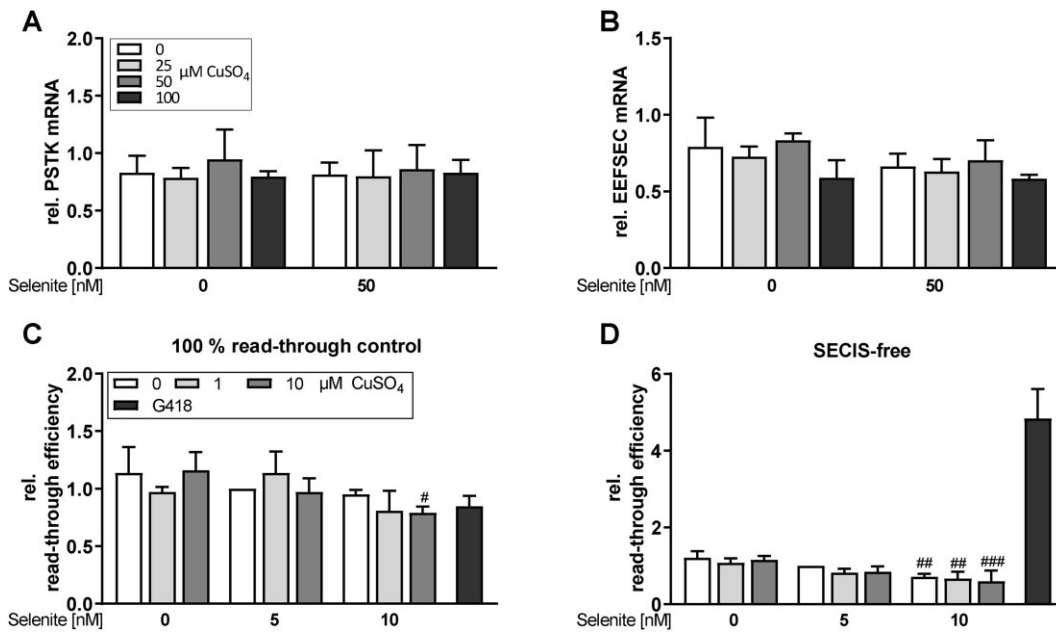 A
rel. PSTK mRNA
2.0
1.5
1.0
0.5
0.0
0
25
50
100
µM CuSO4
Selenite [nM]
0
50
B
rel. EEFSEC mRNA
1.5
1.0
0.5
0.0
Selenite [nM]
0
50
C
100 % read-through control
rel.
read-through efficiency
2.0
1.5
1.0
0.5
0.0
0
1
10
µM CuSO4
G418
#
Selenite [nM]
0
5
10
D
SECIS-free
rel.
read-through efficiency
6
4
2
0
##
##
###
Selenite [nM]
0
5
10